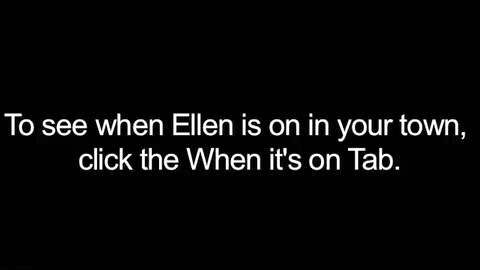 To see when Ellen is on in your town,
click the When it's on Tab.